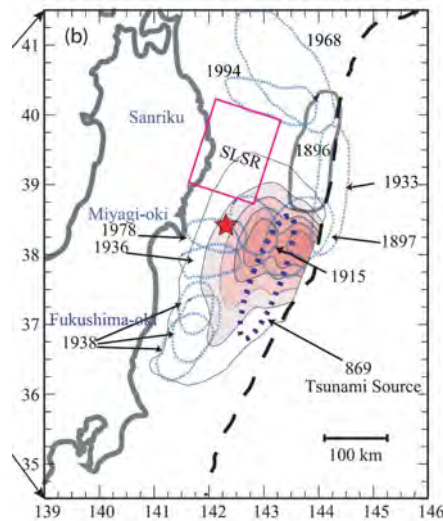 (b)
41
40
39
38
37
36
35
1968
1994
Sanriku
SLSR
1896
1933
Miyagi-oki
1978
1936
1897
1915
Fukushima-oki
1938
869
Tsunami Source
100 km
139 140 141 142 143 144 145 146